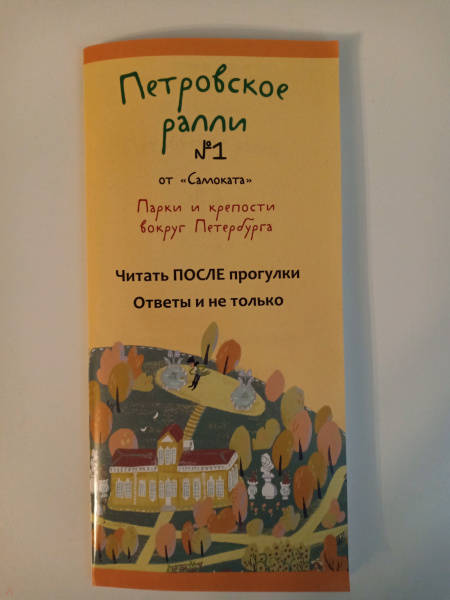 Петровское
ралли
№1
от «Самоката»
Парки и крепости
вокруг Петербурга
Читать ПОСЛЕ прогулки
Ответы и не только